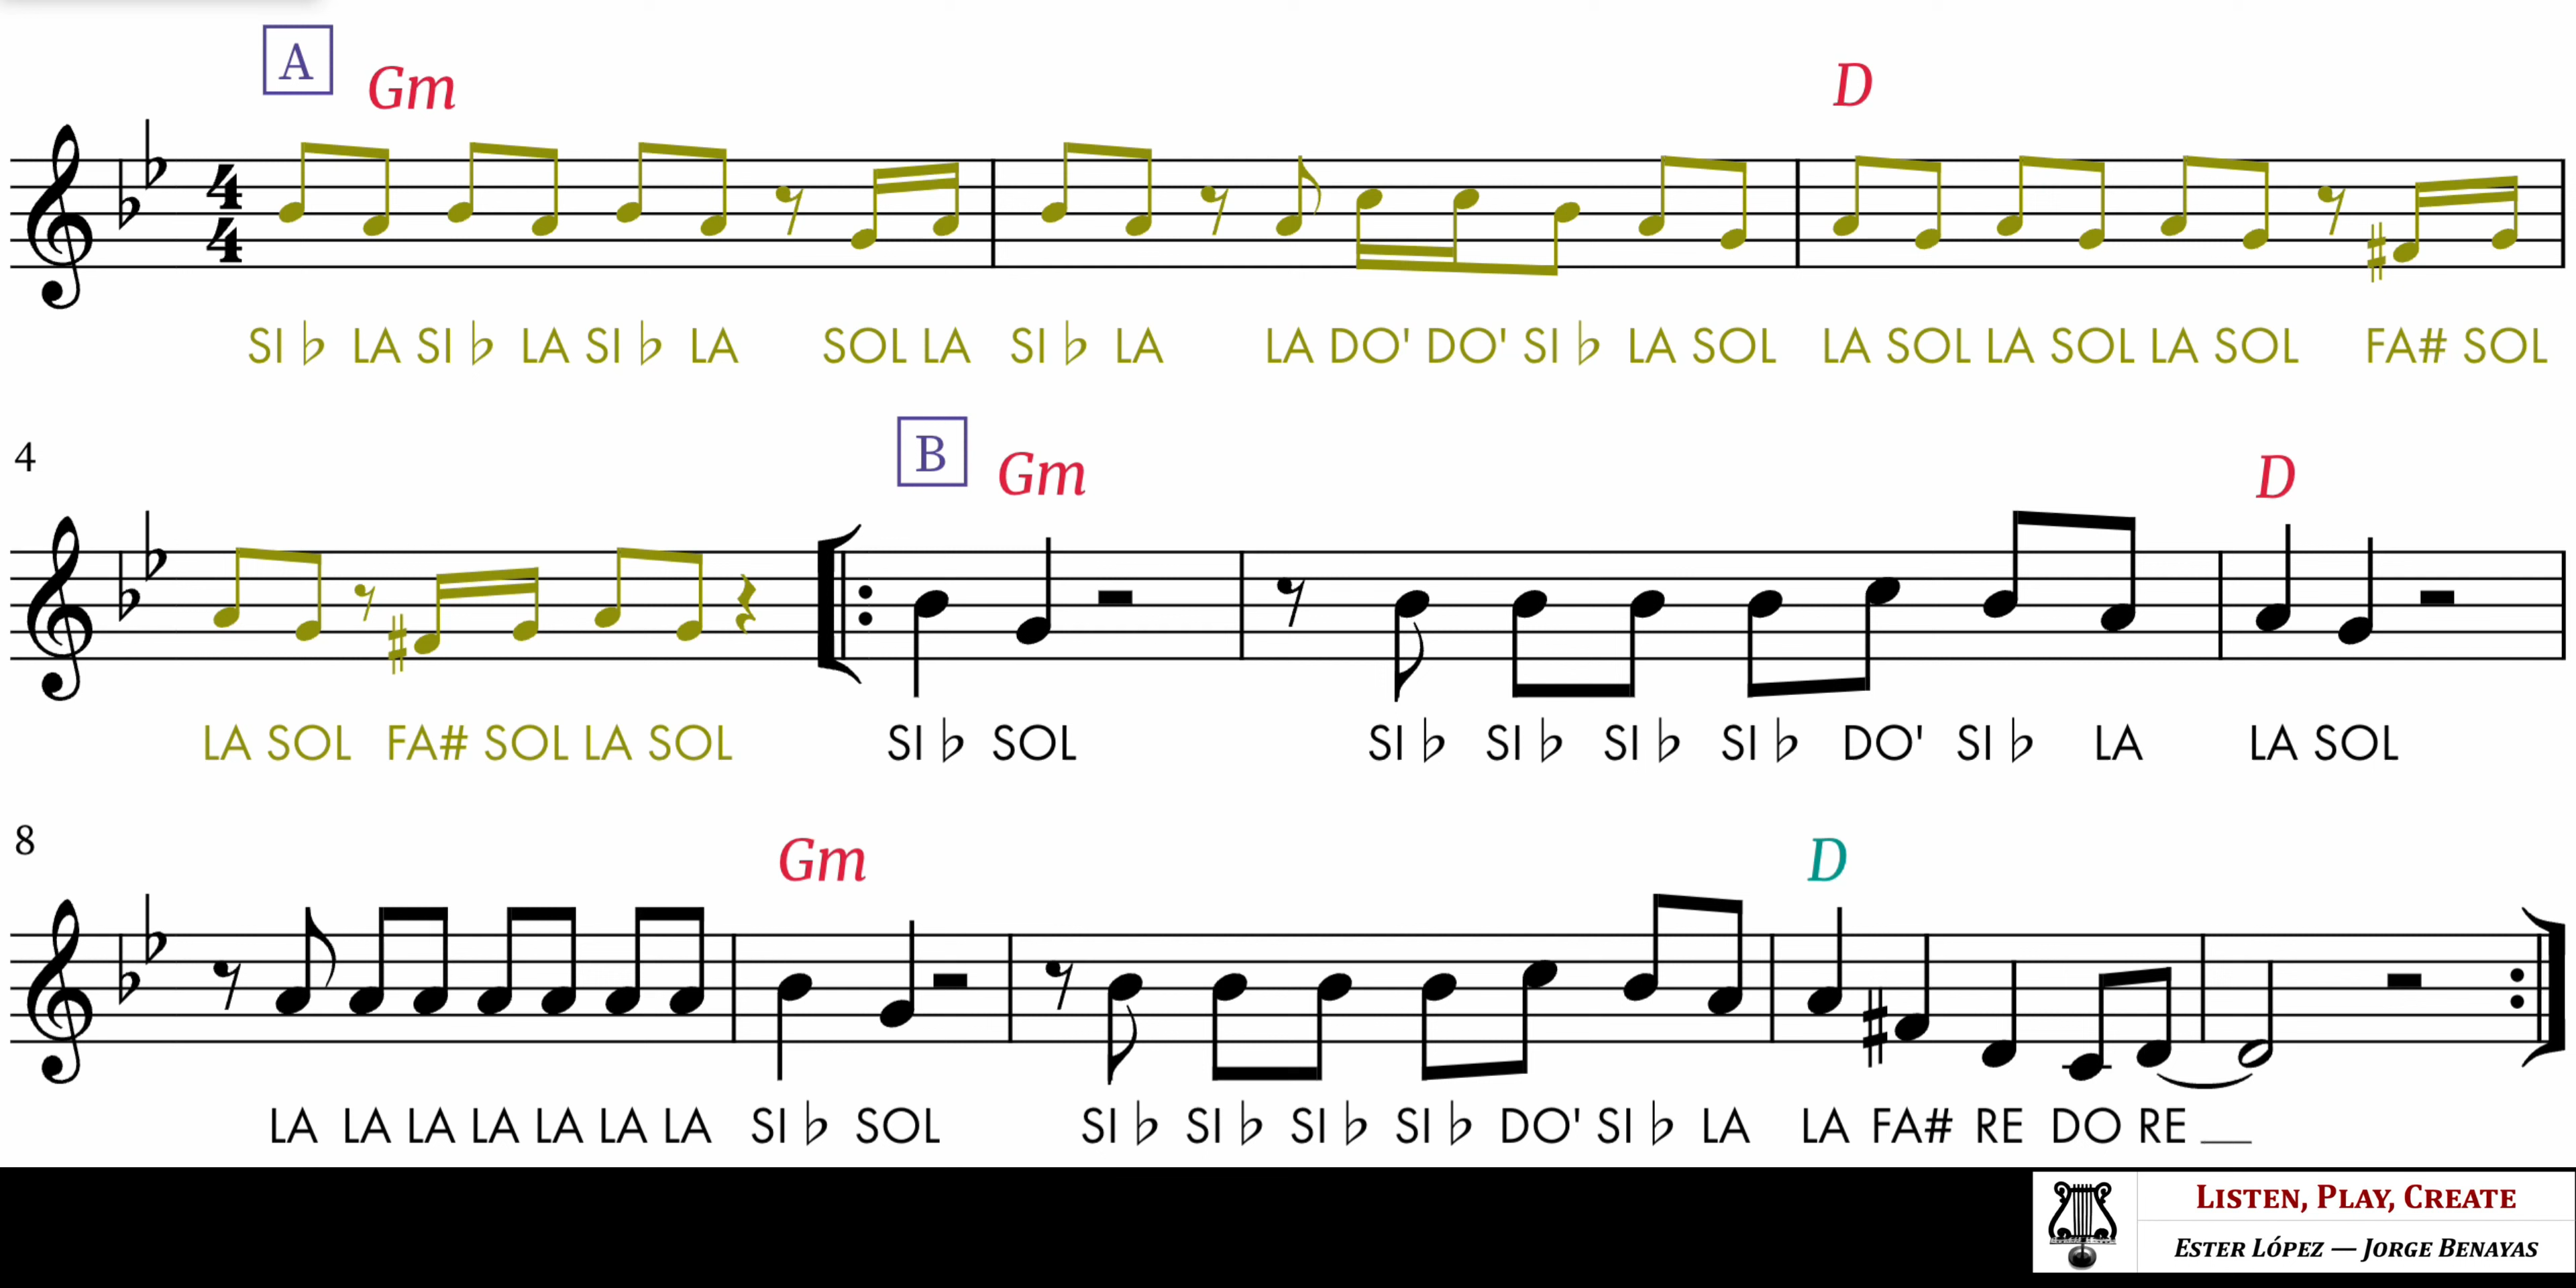 A Gm D
4
4
SI ♭ LA SI ♭ LA SI ♭ LA SOL LA SI ♭ LA LA DO' DO' SI ♭ LA SOL LA SOL LA SOL LA SOL FA# SOL
4 B Gm D
LA SOL FA# SOL LA SOL SI ♭ SOL SI ♭ SI ♭ SI ♭ SI ♭ DO' SI ♭ LA LA SOL
8 Gm D
LA LA LA LA LA LA LA SI ♭ SOL SI ♭ SI ♭ SI ♭ SI ♭ DO' SI ♭ LA LA FA# RE DO RE __
LISTEN, PLAY, CREATE
ESTER LÓPEZ — JORGE BENAYAS